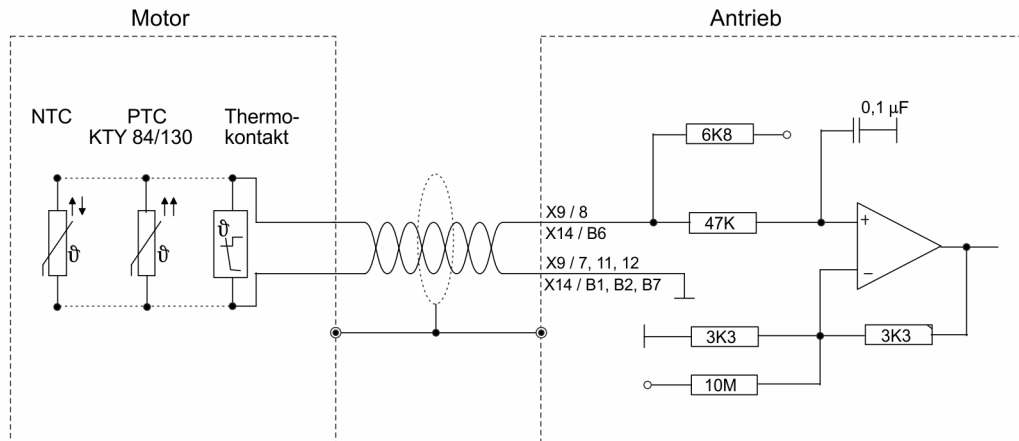 Motor
Antrieb
NTC
PTC
KTY 84/130
Thermo-
kontakt
ϑ
ϑ
ϑ
X9 / 8
X14 / B6
X9 / 7, 11, 12
X14 / B1, B2, B7
6K8
0,1 µF
47K
+
−
3K3
3K3
10M